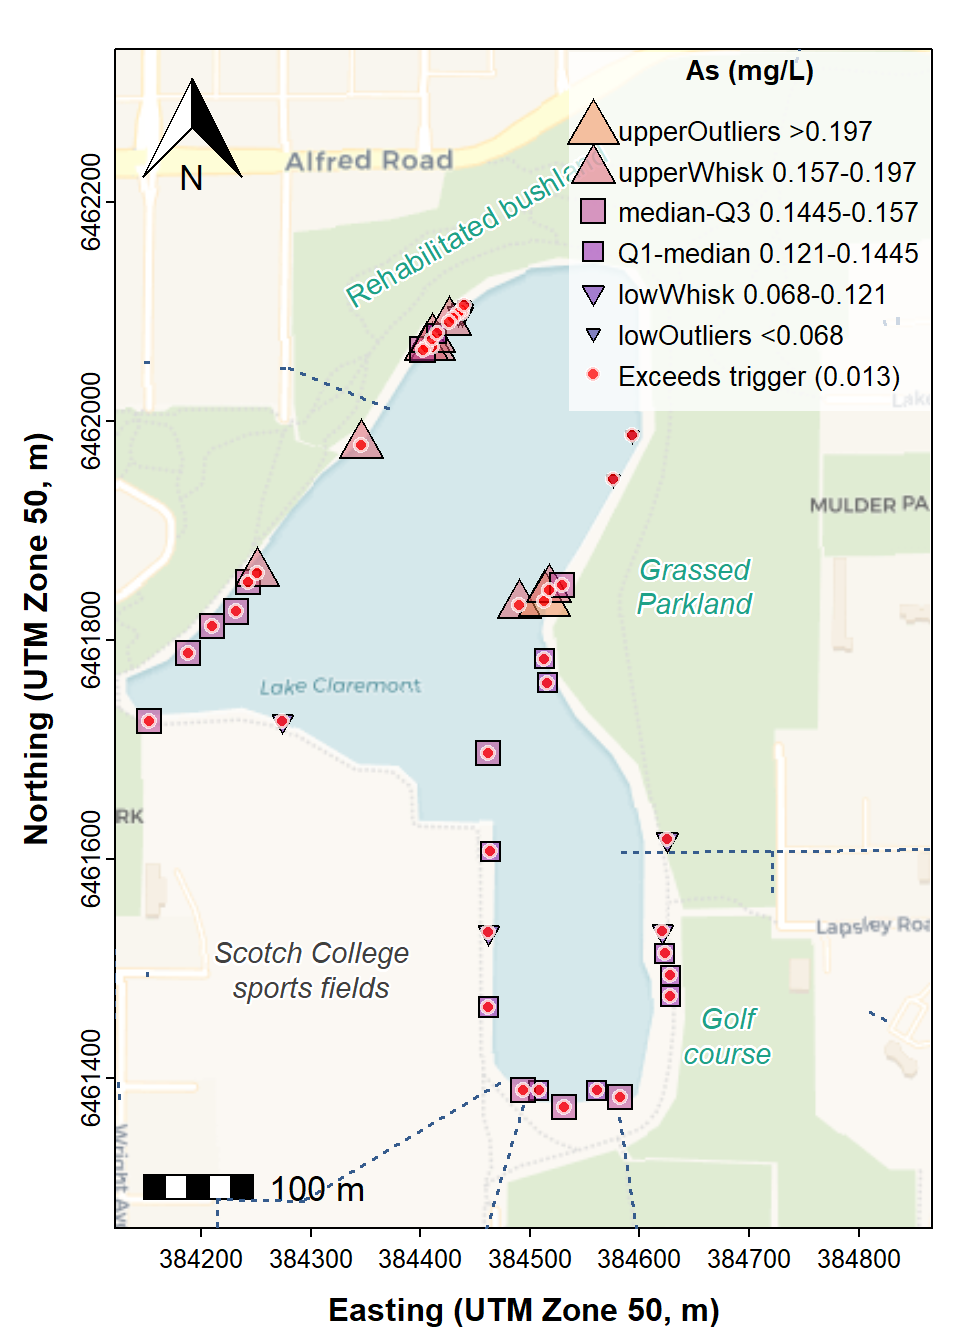 As (mg/L)
upperOutliers >0.197
upperWhisk 0.157-0.197
median-Q3 0.1445-0.157
Q1-median 0.121-0.1445
lowWhisk 0.068-0.121
lowOutliers <0.068
Exceeds trigger (0.013)
N
Alfred Road
Rehabilitated bushla
Lake
MULDER PA
Grassed
Parkland
Lake Claremont
RK
Lapsley Roa
Scotch College
sports fields
Golf
course
Wright Av
100 m
6462200
6462000
6461800
6461600
6461400
Northing (UTM Zone 50, m)
384200
384300
384400
384500
384600
384700
384800
Easting (UTM Zone 50, m)